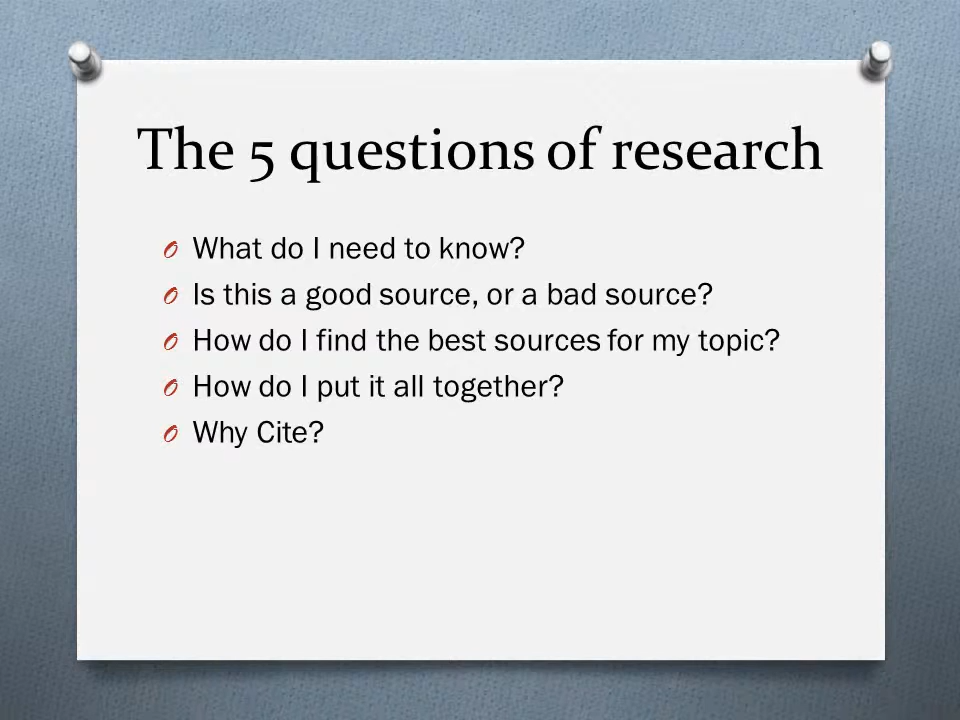 The 5 questions of research
What do I need to know?
Is this a good source, or a bad source?
How do I find the best sources for my topic?
How do I put it all together?
Why Cite?